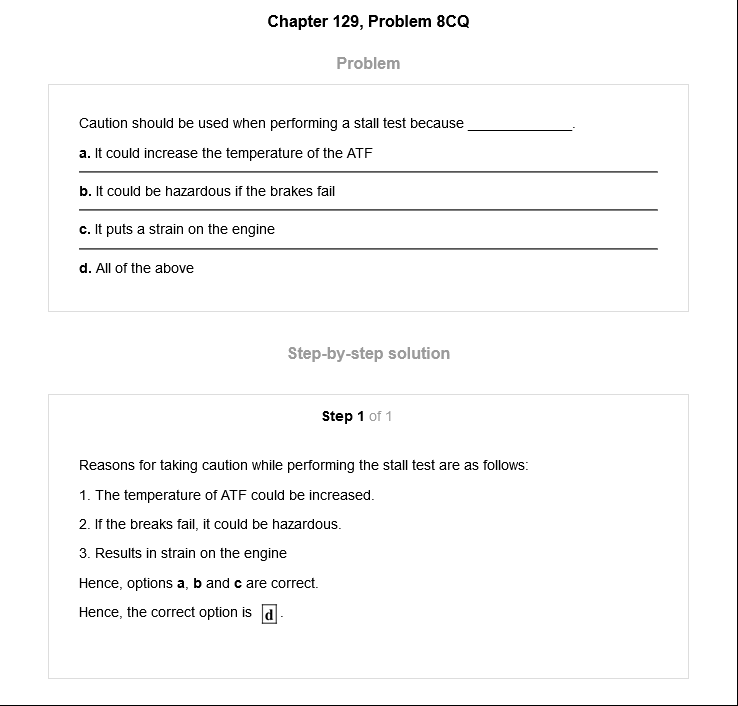 Chapter 129, Problem 8CQ
Problem
Caution should be used when performing a stall test because _____________.
a. It could increase the temperature of the ATF
b. It could be hazardous if the brakes fail
c. It puts a strain on the engine
d. All of the above
Step-by-step solution
Step 1 of 1
Reasons for taking caution while performing the stall test are as follows:
1. The temperature of ATF could be increased.
2. If the breaks fail, it could be hazardous.
3. Results in strain on the engine
Hence, options a, b and c are correct.
Hence, the correct option is d.